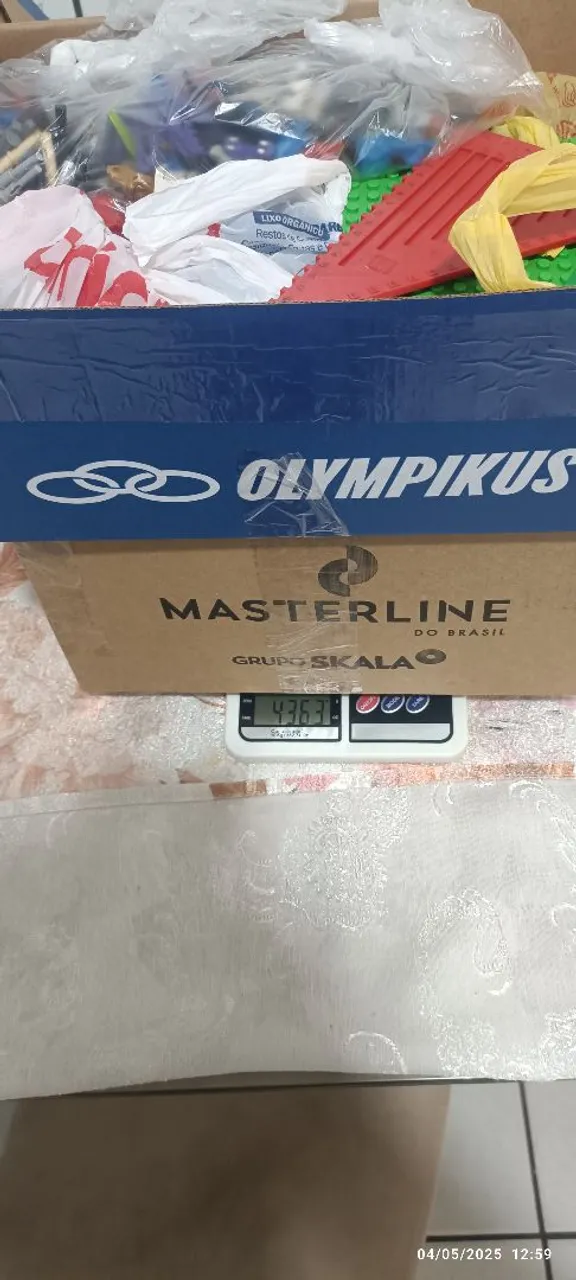 LIXO ORGÂNICO
OLYMPIKUS
MASTERLINE
DO BRASIL
GRUPO SKALA
4363
04/05/2025 12:59